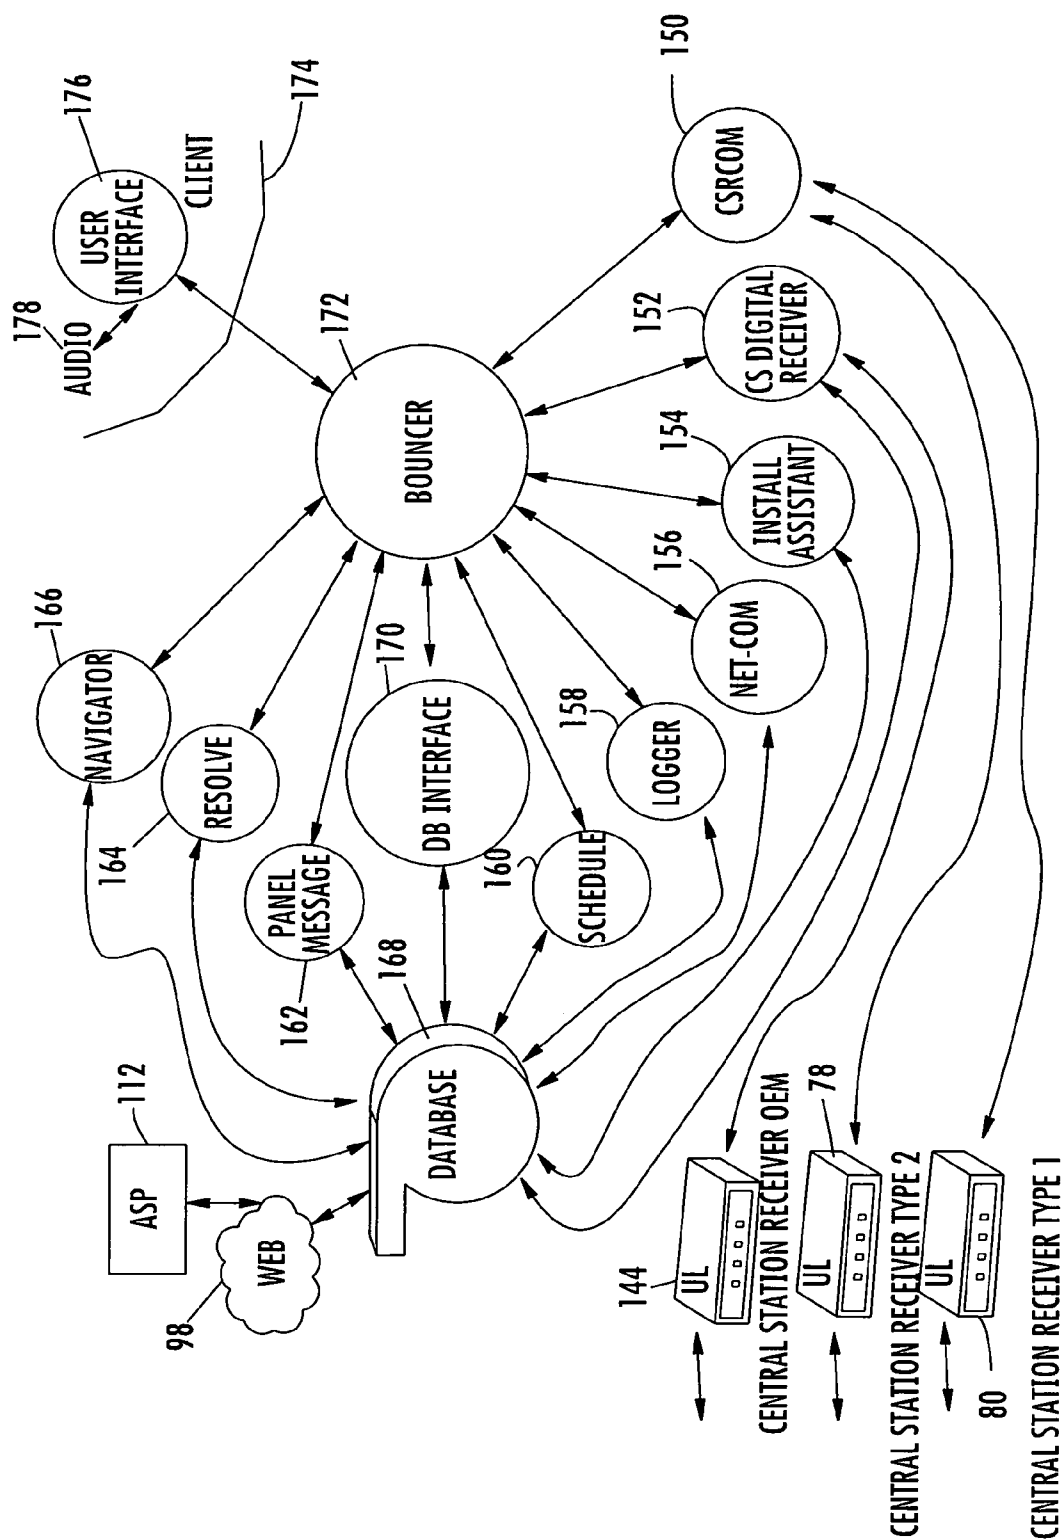 176
USER
INTERFACE
178
AUDIO
CLIENT
174
150
CSRCOM
172
BOUNCER
152
CS DIGITAL
RECEIVER
154
INSTALL
ASSISTANT
156
NET-COM
158
LOGGER
160
SCHEDULE
170
DB INTERFACE
166
NAVIGATOR
164
RESOLVE
162
PANEL
MESSAGE
168
DATABASE
112
ASP
98
WEB
144
UL
CENTRAL STATION RECEIVER OEM
78
UL
CENTRAL STATION RECEIVER TYPE 2
80
UL
CENTRAL STATION RECEIVER TYPE 1